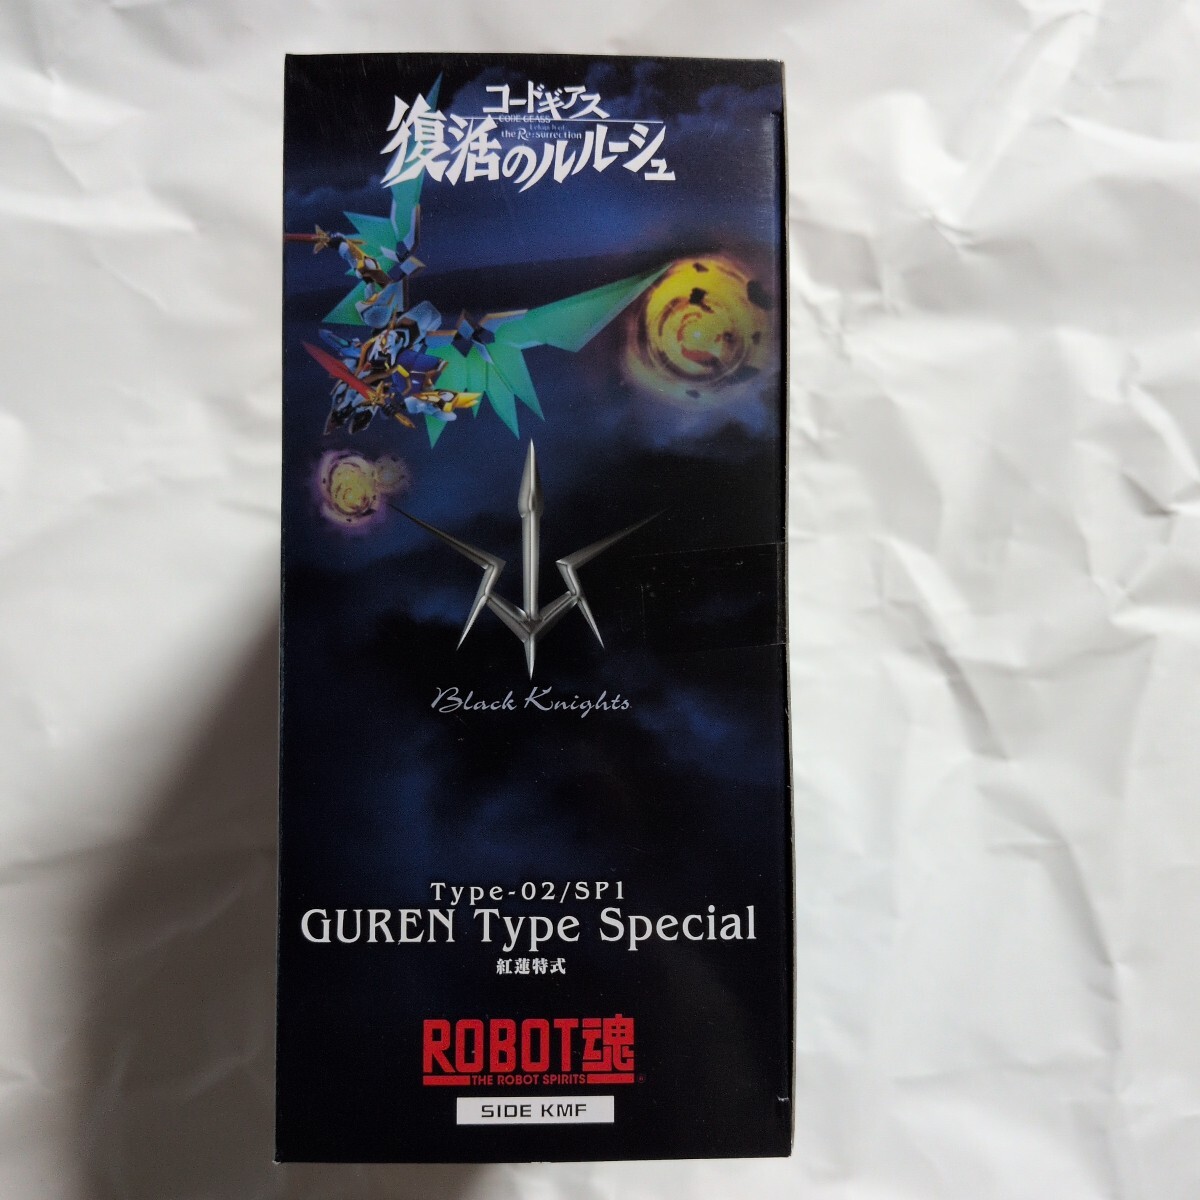 コードギアス
CODE GEASS
Lelouch of
the Re;surrection
復活のルルーシュ
Black Knights
Type-02/SP1
GUREN Type Special
紅蓮特式
ROBOT魂
THE ROBOT SPIRITS
SIDE KMF